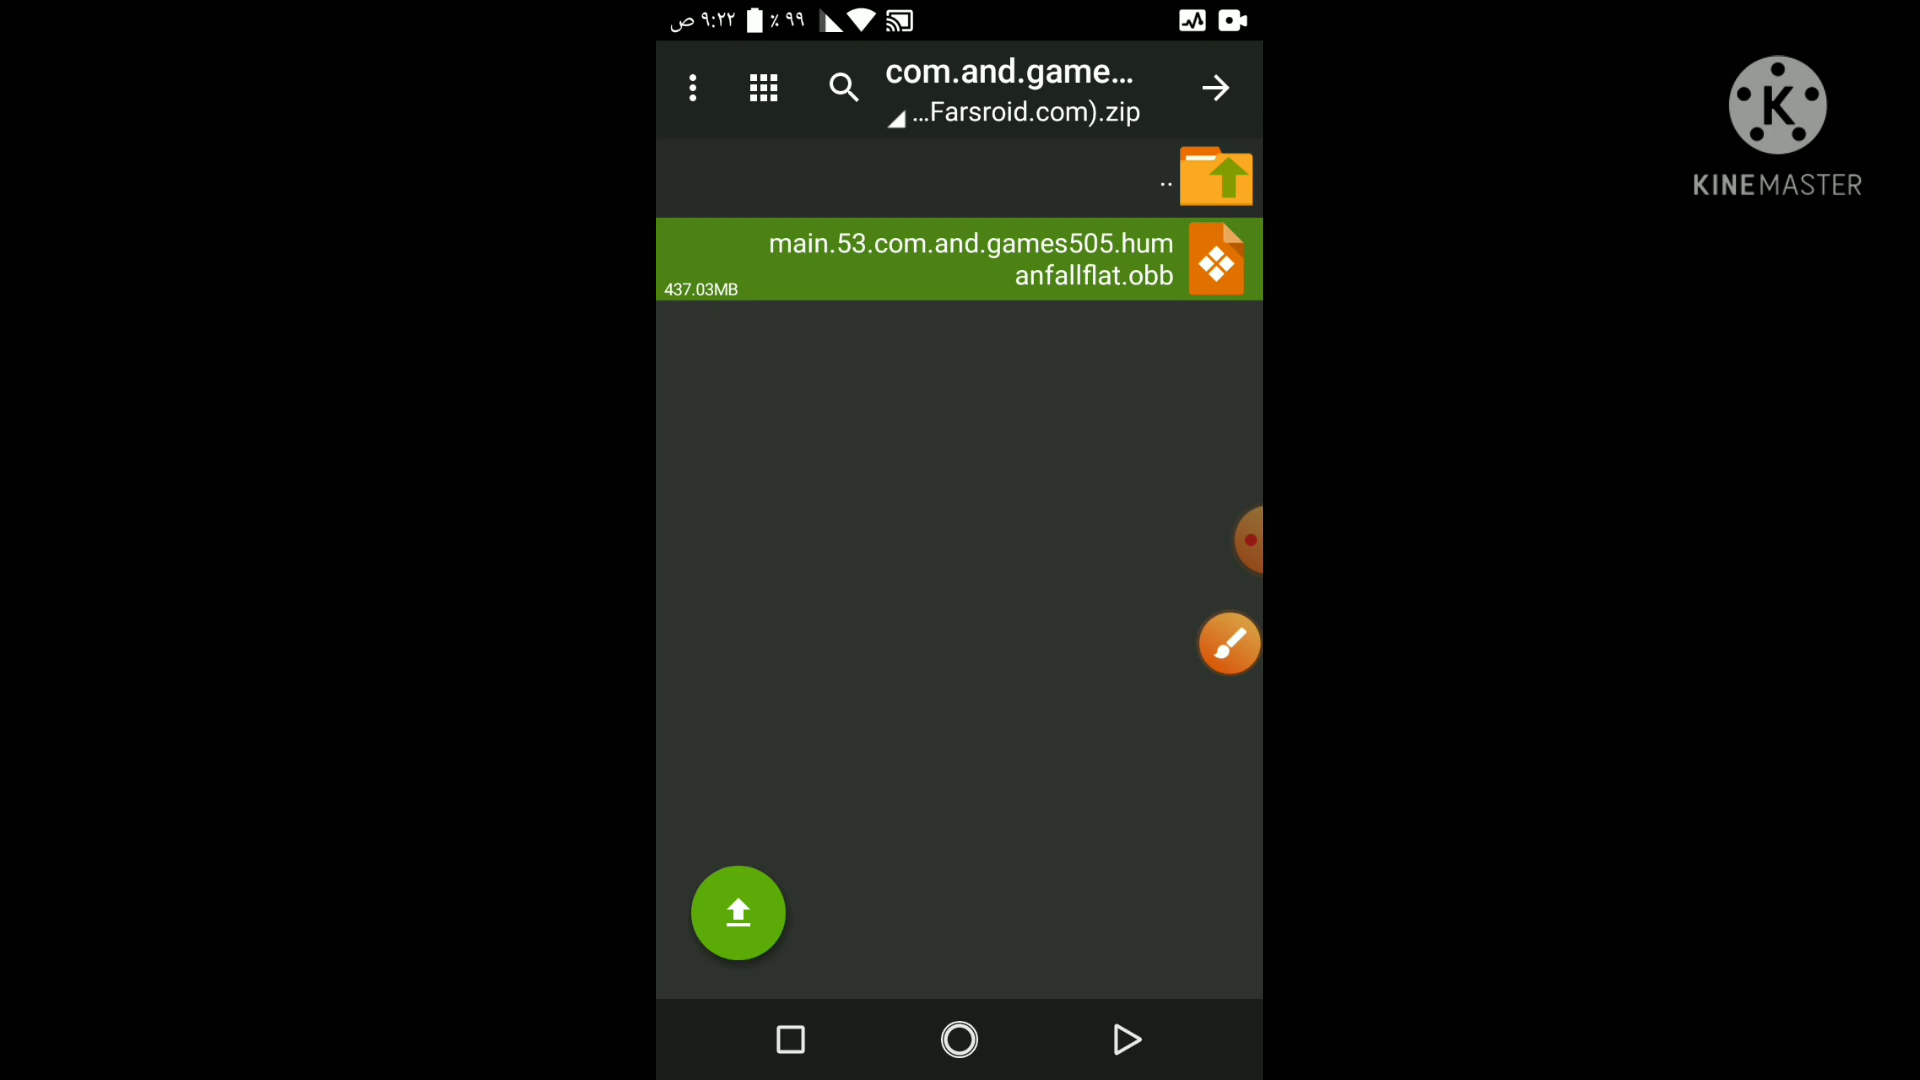 ٩:٢٢ ص
٩٩ ٪
com.and.game...
...Farsroid.com).zip
..
main.53.com.and.games505.hum
anfallflat.obb
437.03MB
K
KINEMASTER